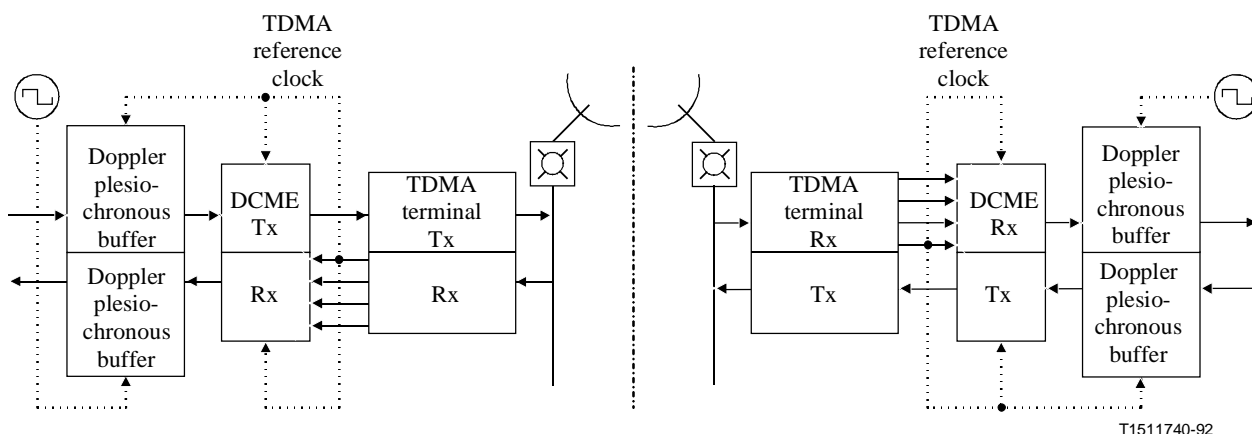 TDMA
reference
clock
Doppler
plesio-
chronous
buffer
DCME
Tx
TDMA
terminal
Tx
Doppler
plesio-
chronous
buffer
Rx
Rx
TDMA
reference
clock
TDMA
terminal
Rx
DCME
Rx
Doppler
plesio-
chronous
buffer
Tx
Tx
Doppler
plesio-
chronous
buffer
T1511740-92